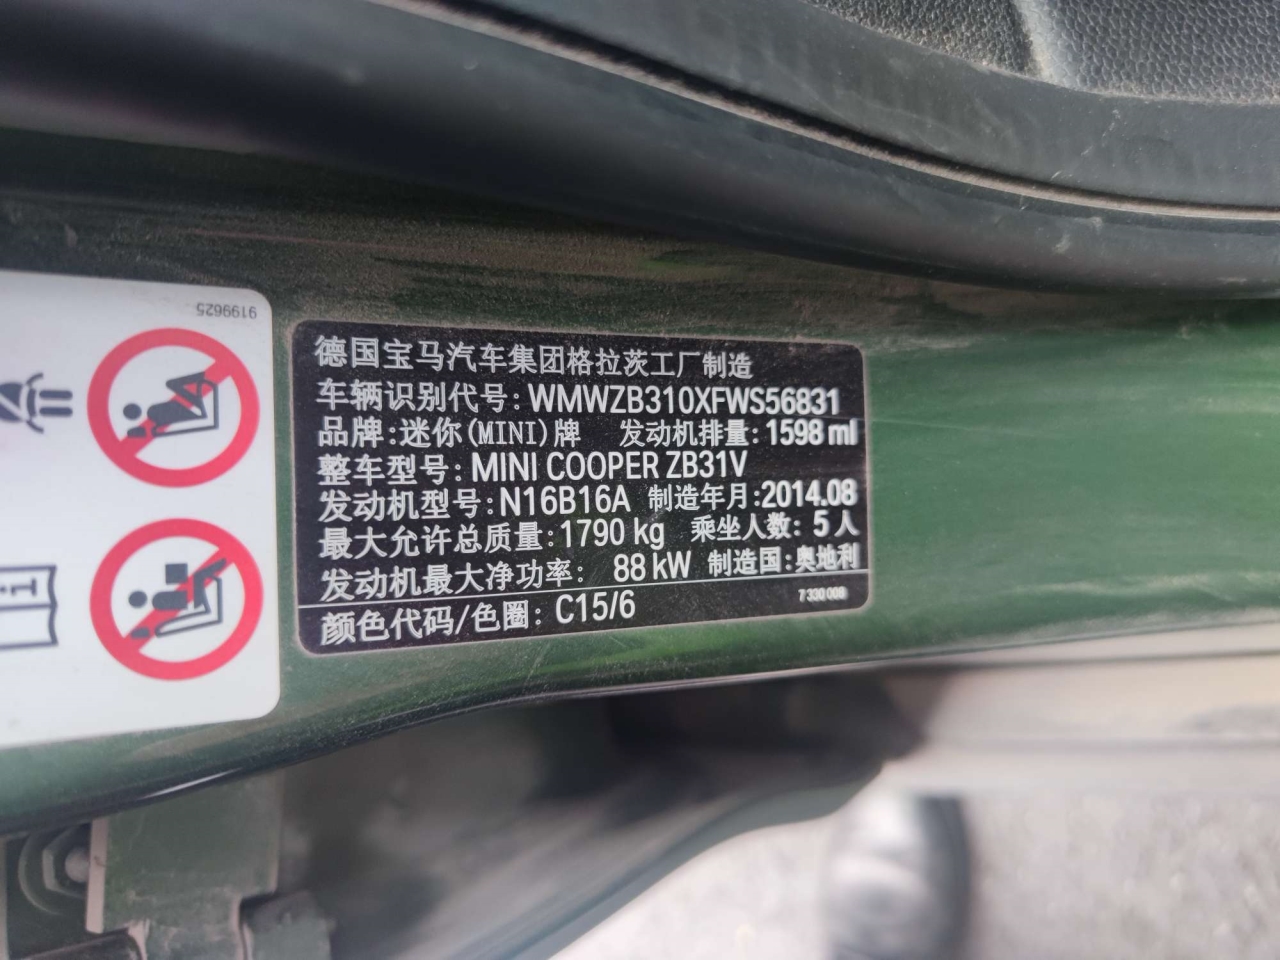 9199625
德国宝马汽车集团格拉茨工厂制造
车辆识别代号: WMWZB310XFWS56831
品牌:迷你(MINI)牌 发动机排量: 1598 ml
整车型号: MINI COOPER ZB31V
发动机型号: N16B16A 制造年月:2014.08
最大允许总质量:1790 kg 乘坐人数: 5人
发动机最大净功率: 88 kW 制造国:奥地利
颜色代码/色圈: C15/6 7 330 008